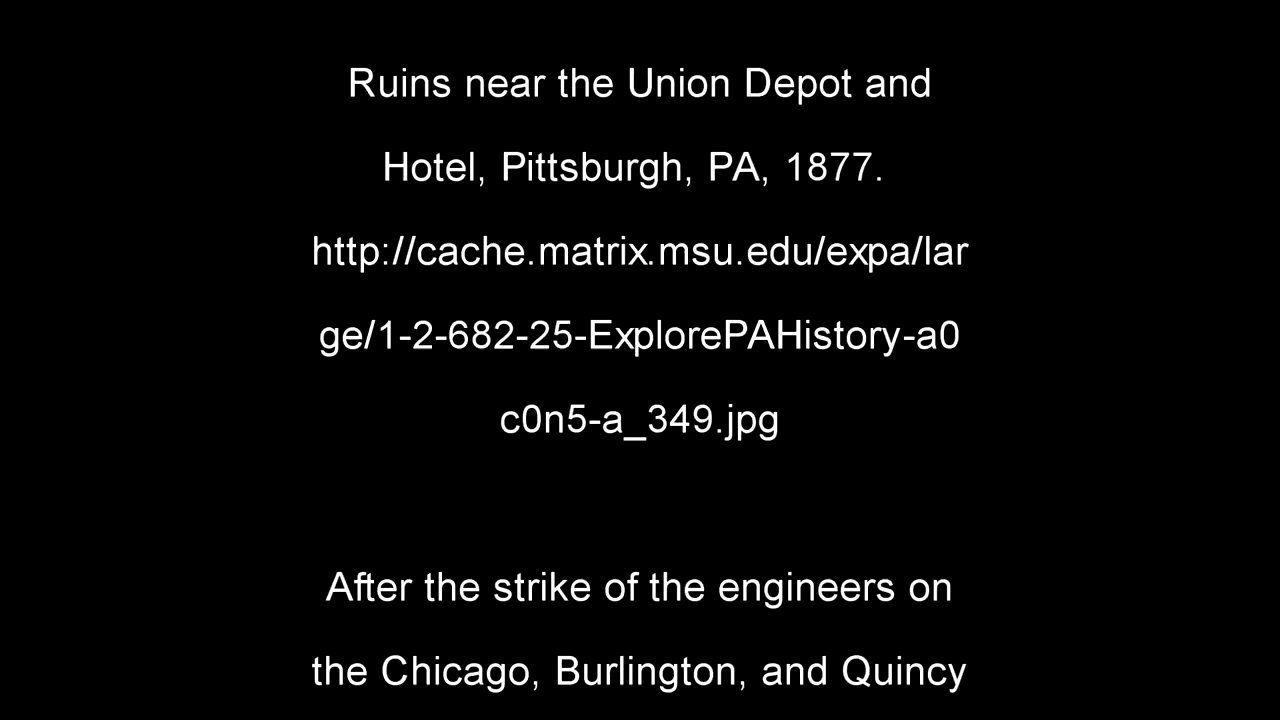 Ruins near the Union Depot and
Hotel, Pittsburgh, PA, 1877.
http://cache.matrix.msu.edu/expa/lar
ge/1-2-682-25-ExplorePAHistory-a0
c0n5-a_349.jpg
After the strike of the engineers on
the Chicago, Burlington, and Quincy